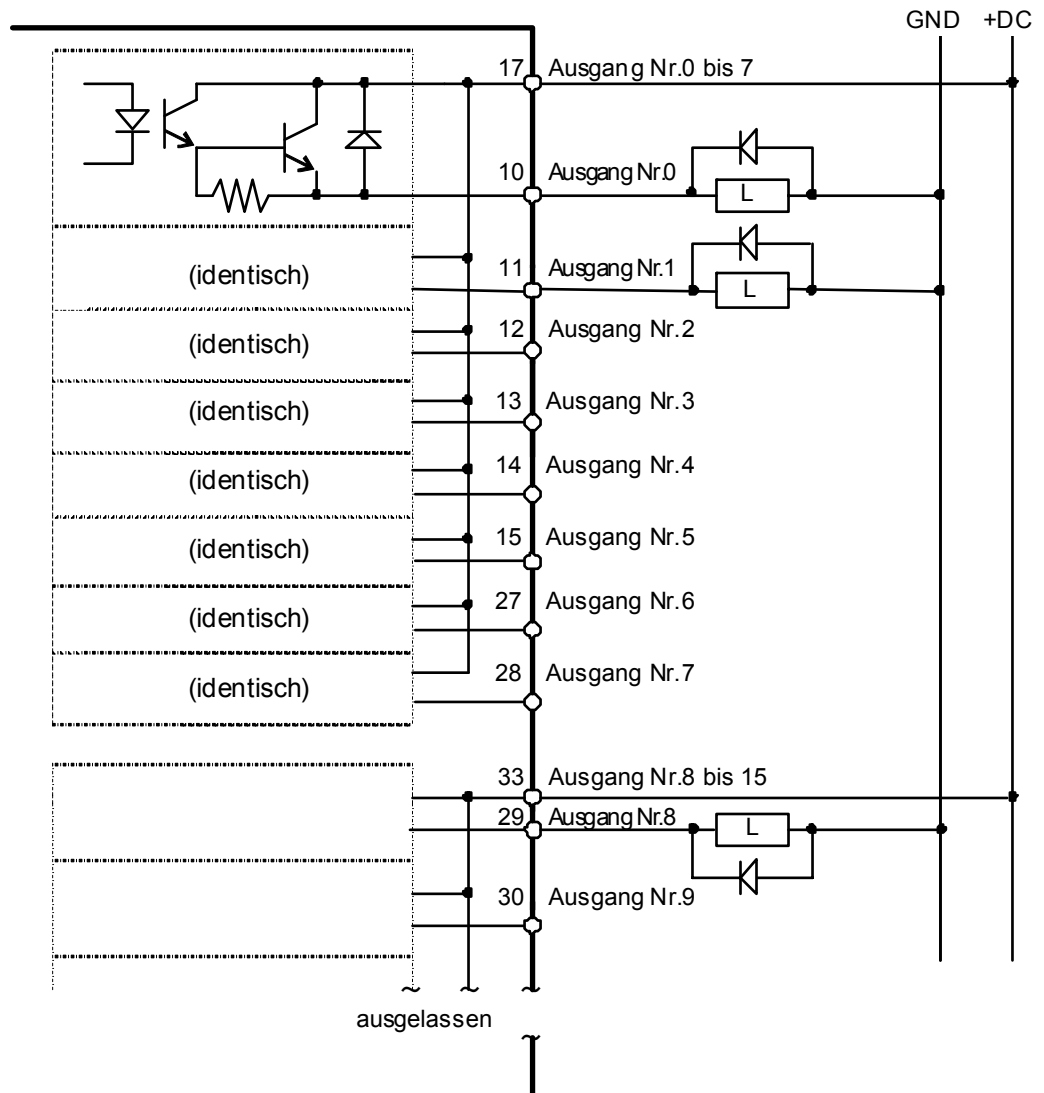 GND +DC
17 Ausgang Nr.0 bis 7
10 Ausgang Nr.0
L
(identisch) 11 Ausgang Nr.1
L
(identisch) 12 Ausgang Nr.2
(identisch) 13 Ausgang Nr.3
(identisch) 14 Ausgang Nr.4
(identisch) 15 Ausgang Nr.5
(identisch) 27 Ausgang Nr.6
(identisch) 28 Ausgang Nr.7
33 Ausgang Nr.8 bis 15
29 Ausgang Nr.8
L
30 Ausgang Nr.9
ausgelassen